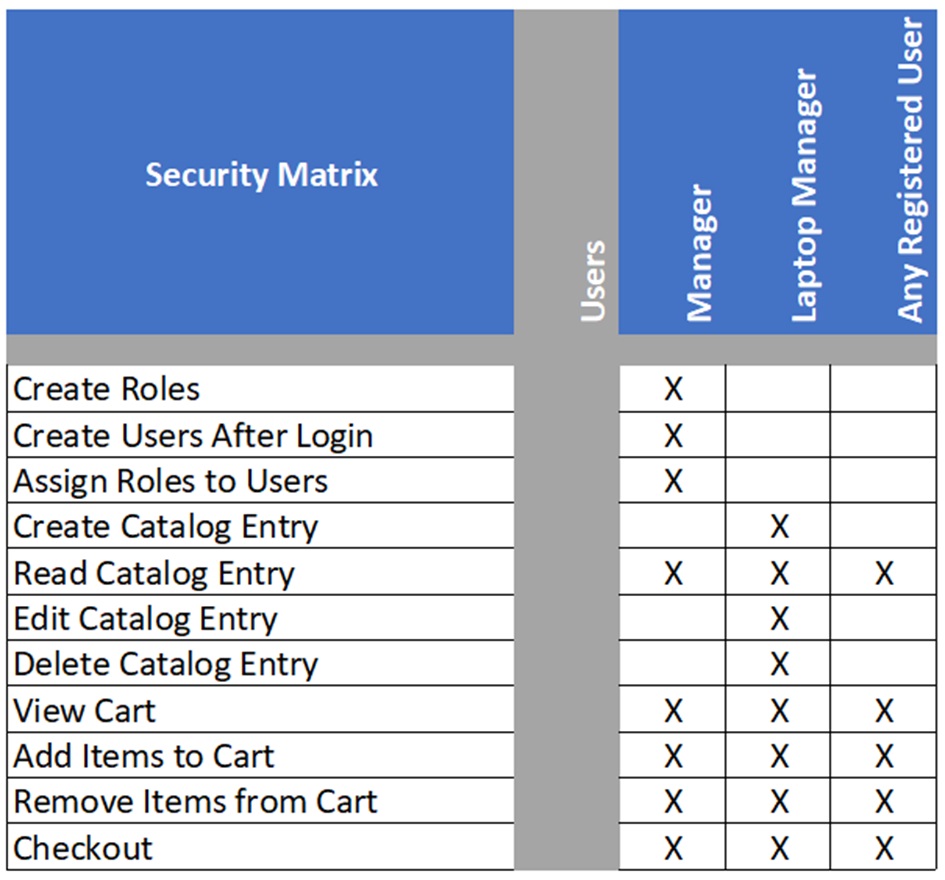 Security Matrix
Users
Manager
Laptop Manager
Any Registered User
Create Roles X
Create Users After Login X
Assign Roles to Users X
Create Catalog Entry X
Read Catalog Entry X X X
Edit Catalog Entry X
Delete Catalog Entry X
View Cart X X X
Add Items to Cart X X X
Remove Items from Cart X X X
Checkout X X X